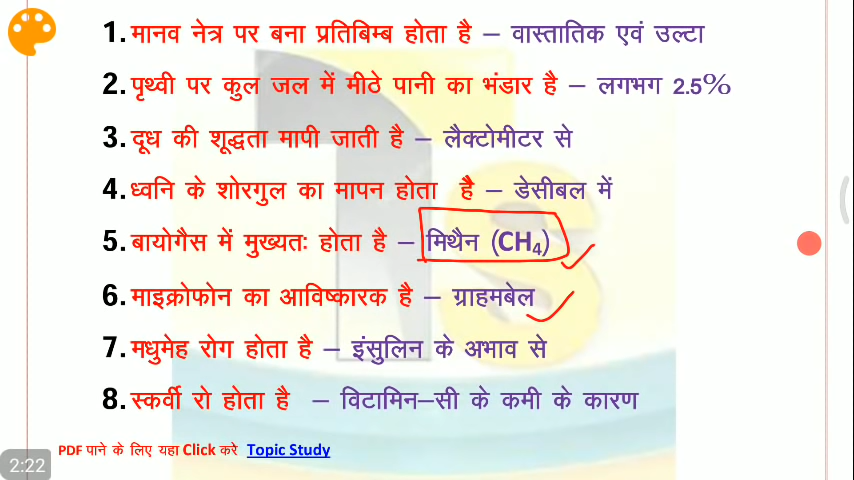 1. मानव नेत्र पर बना प्रतिबिम्ब होता है – वास्तातिक एवं उल्टा
2. पृथ्वी पर कुल जल में मीठे पानी का भंडार है – लगभग 2.5%
3. दूध की शूद्धता मापी जाती है – लैक्टोमीटर से
4. ध्वनि के शोरगुल का मापन होता है – डेसीबल में
5. बायोगैस में मुख्यतः होता है – मिथैन (CH₄)
6. माइक्रोफोन का आविष्कारक है – ग्राहमबेल
7. मधुमेह रोग होता है – इंसुलिन के अभाव से
8. स्कर्वी रो होता है – विटामिन–सी के कमी के कारण
PDF पाने के लिए यहा Click करे Topic Study
2:22